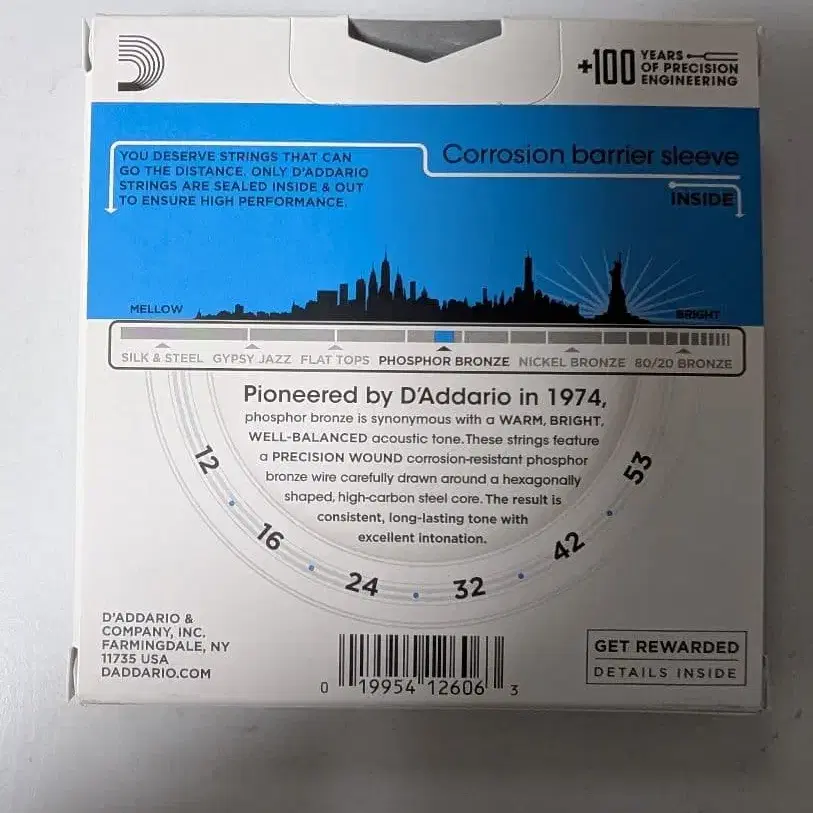 +100 YEARS OF PRECISION ENGINEERING
YOU DESERVE STRINGS THAT CAN
GO THE DISTANCE. ONLY D'ADDARIO
STRINGS ARE SEALED INSIDE & OUT
TO ENSURE HIGH PERFORMANCE.
Corrosion barrier sleeve
INSIDE
MELLOW
BRIGHT
SILK & STEEL GYPSY JAZZ FLAT TOPS PHOSPHOR BRONZE NICKEL BRONZE 80/20 BRONZE
Pioneered by D'Addario in 1974,
phosphor bronze is synonymous with a WARM, BRIGHT,
WELL-BALANCED acoustic tone. These strings feature
a PRECISION WOUND corrosion-resistant phosphor
bronze wire carefully drawn around a hexagonally
shaped, high-carbon steel core. The result is
consistent, long-lasting tone with
excellent intonation.
12 • 16 • 24 • 32 • 42 • 53
D'ADDARIO &
COMPANY, INC.
FARMINGDALE, NY
11735 USA
DADDARIO.COM
0 19954 12606 3
GET REWARDED
DETAILS INSIDE